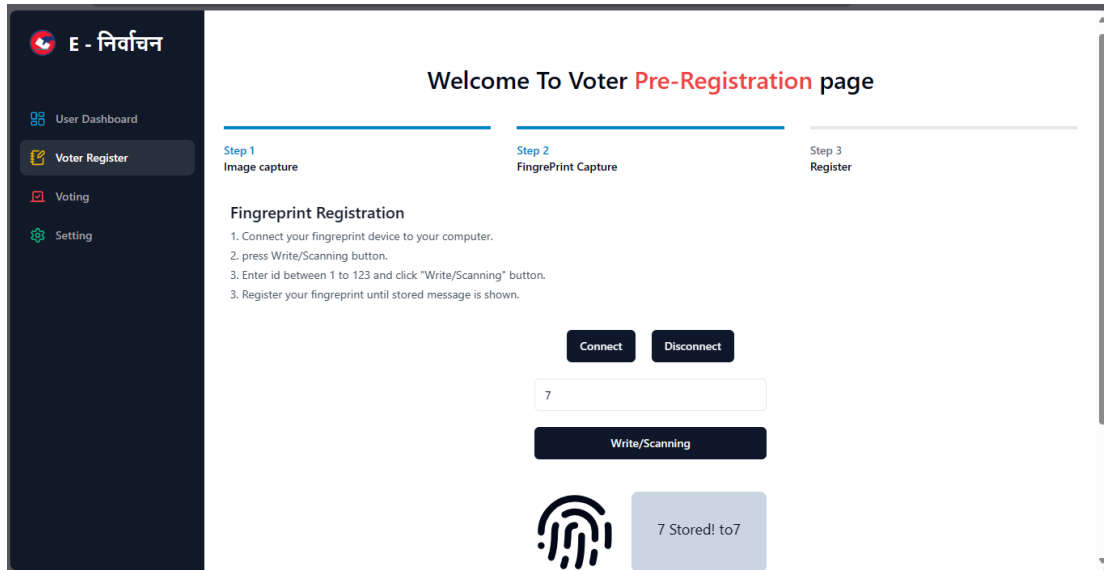 E - निर्वाचन
User Dashboard
Voter Register
Voting
Setting
Welcome To Voter Pre-Registration page
Step 1
Image capture
Step 2
FingrePrint Capture
Step 3
Register
Fingreprint Registration
1. Connect your fingreprint device to your computer.
2. press Write/Scanning button.
3. Enter id between 1 to 123 and click "Write/Scanning" button.
3. Register your fingreprint until stored message is shown.
Connect Disconnect
7
Write/Scanning
7 Stored! to7